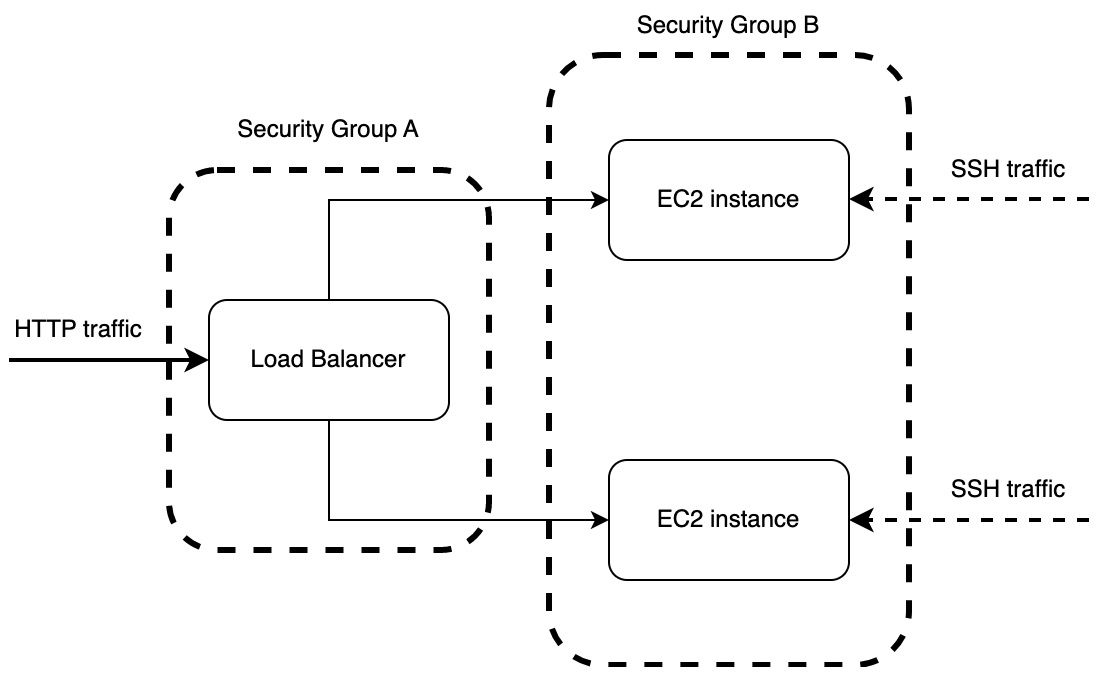 Security Group B
Security Group A
EC2 instance
SSH traffic
HTTP traffic
Load Balancer
EC2 instance
SSH traffic